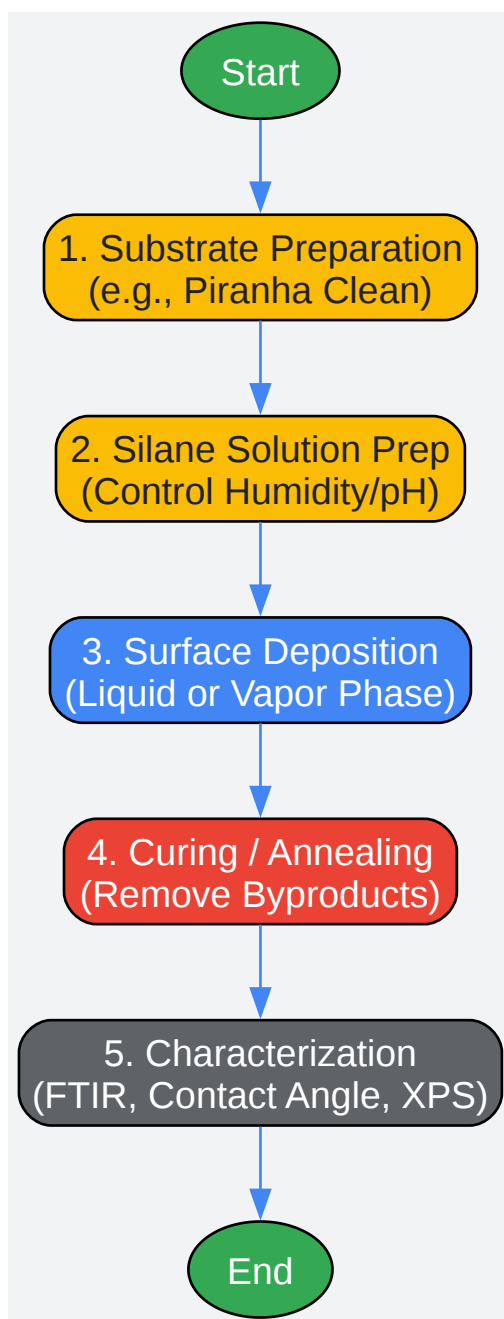 Start
1. Substrate Preparation
(e.g., Piranha Clean)
2. Silane Solution Prep
(Control Humidity/pH)
3. Surface Deposition
(Liquid or Vapor Phase)
4. Curing / Annealing
(Remove Byproducts)
5. Characterization
(FTIR, Contact Angle, XPS)
End